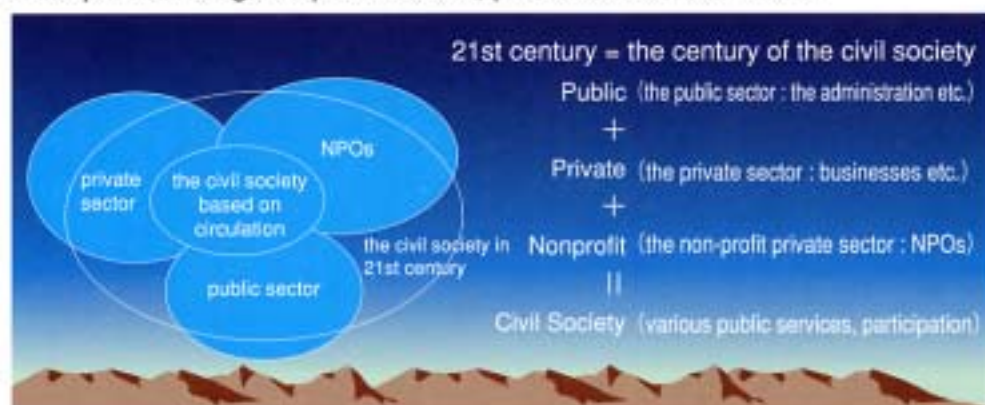 21st century = the century of the civil society
Public (the public sector : the administration etc.)
+
Private (the private sector : businesses etc.)
+
Nonprofit (the non-profit private sector : NPOs)
||
Civil Society (various public services, participation)
NPOs
private
sector
the civil society
based on
circulation
the civil society in
21st century
public sector